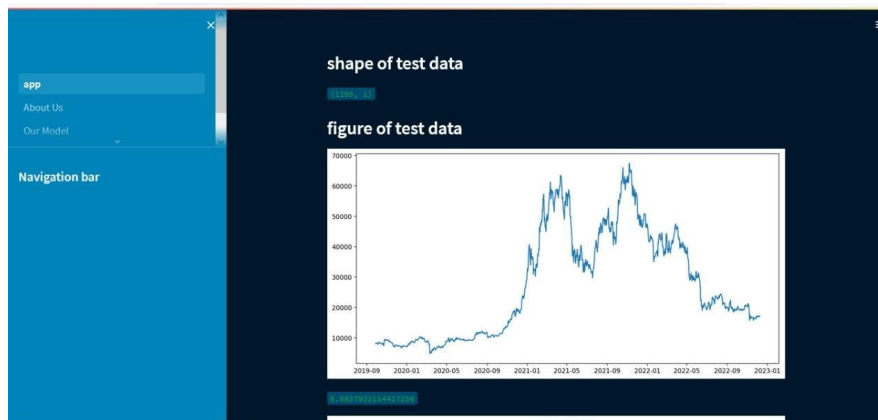 app
About Us
Our Model
Navigation bar
shape of test data
(1160, 1)
figure of test data
70000
60000
50000
40000
30000
20000
10000
2019-09 2020-01 2020-05 2020-09 2021-01 2021-05 2021-09 2022-01 2022-05 2022-09 2023-01